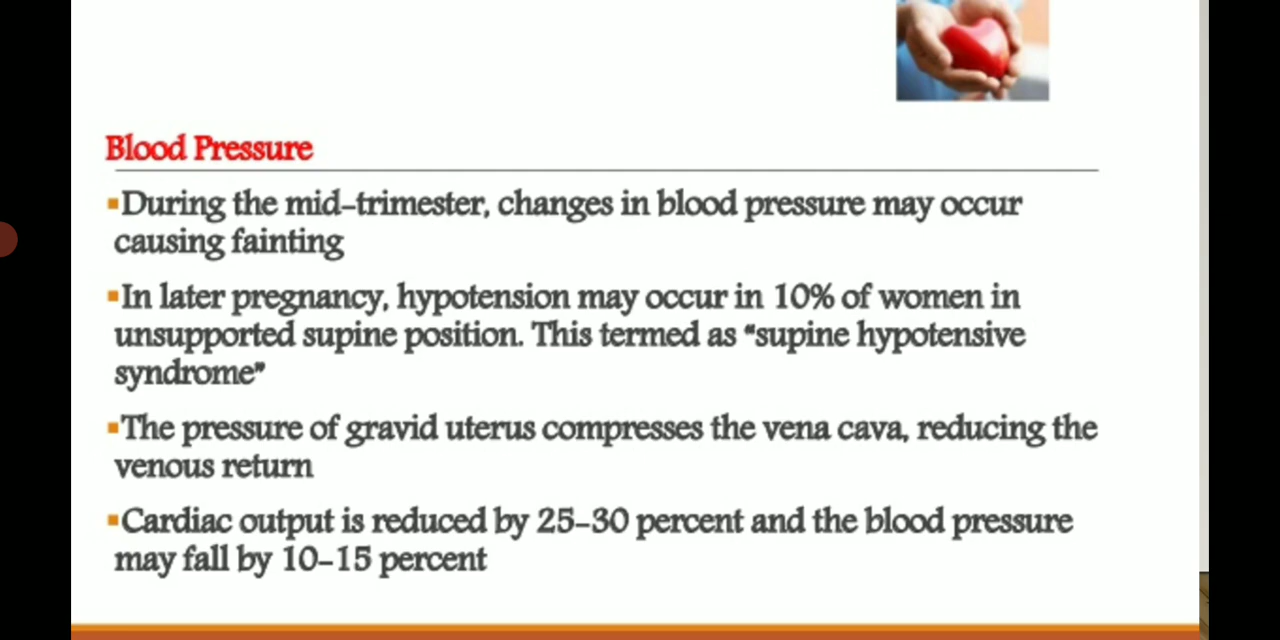 Blood Pressure
▪During the mid-trimester, changes in blood pressure may occur
causing fainting
▪In later pregnancy, hypotension may occur in 10% of women in
unsupported supine position. This termed as “supine hypotensive
syndrome”
▪The pressure of gravid uterus compresses the vena cava, reducing the
venous return
▪Cardiac output is reduced by 25-30 percent and the blood pressure
may fall by 10-15 percent